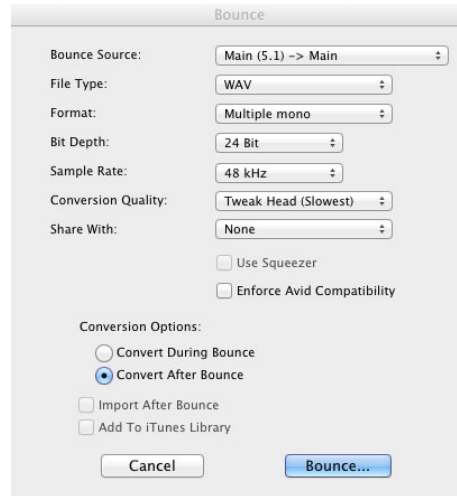 Bounce
Bounce Source: Main (5.1) -> Main
File Type: WAV
Format: Multiple mono
Bit Depth: 24 Bit
Sample Rate: 48 kHz
Conversion Quality: Tweak Head (Slowest)
Share With: None
Use Squeezer
Enforce Avid Compatibility
Conversion Options:
Convert During Bounce
Convert After Bounce
Import After Bounce
Add To iTunes Library
Cancel Bounce...